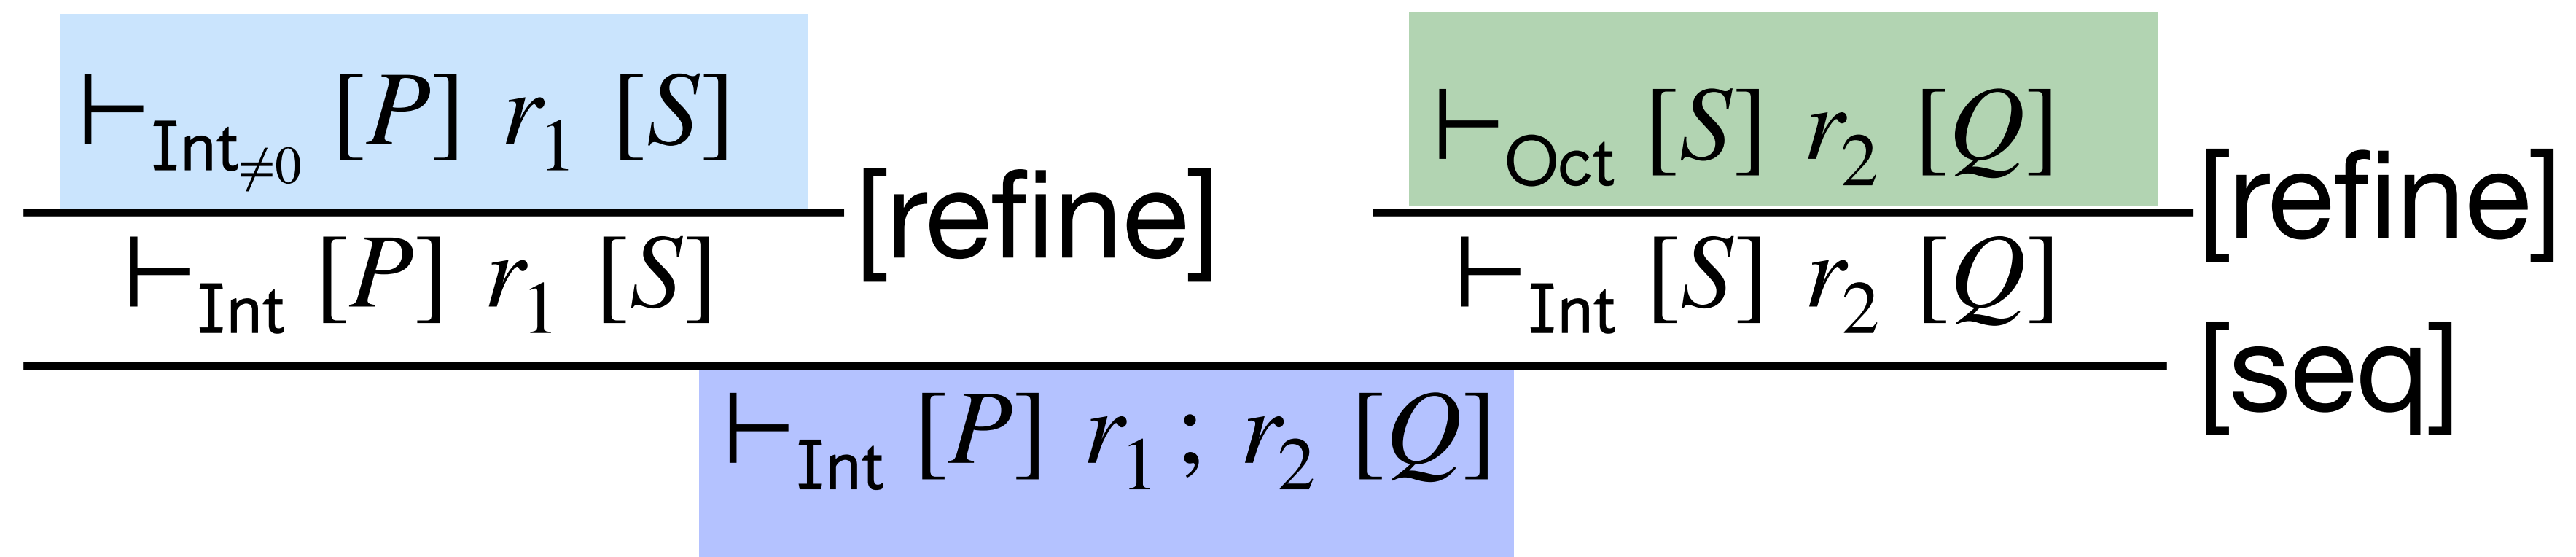 ⊢Int≠0 [P] r1 [S]
[refine]
⊢Int [P] r1 [S]
⊢Oct [S] r2 [Q]
[refine]
⊢Int [S] r2 [Q]
[seq]
⊢Int [P] r1 ; r2 [Q]